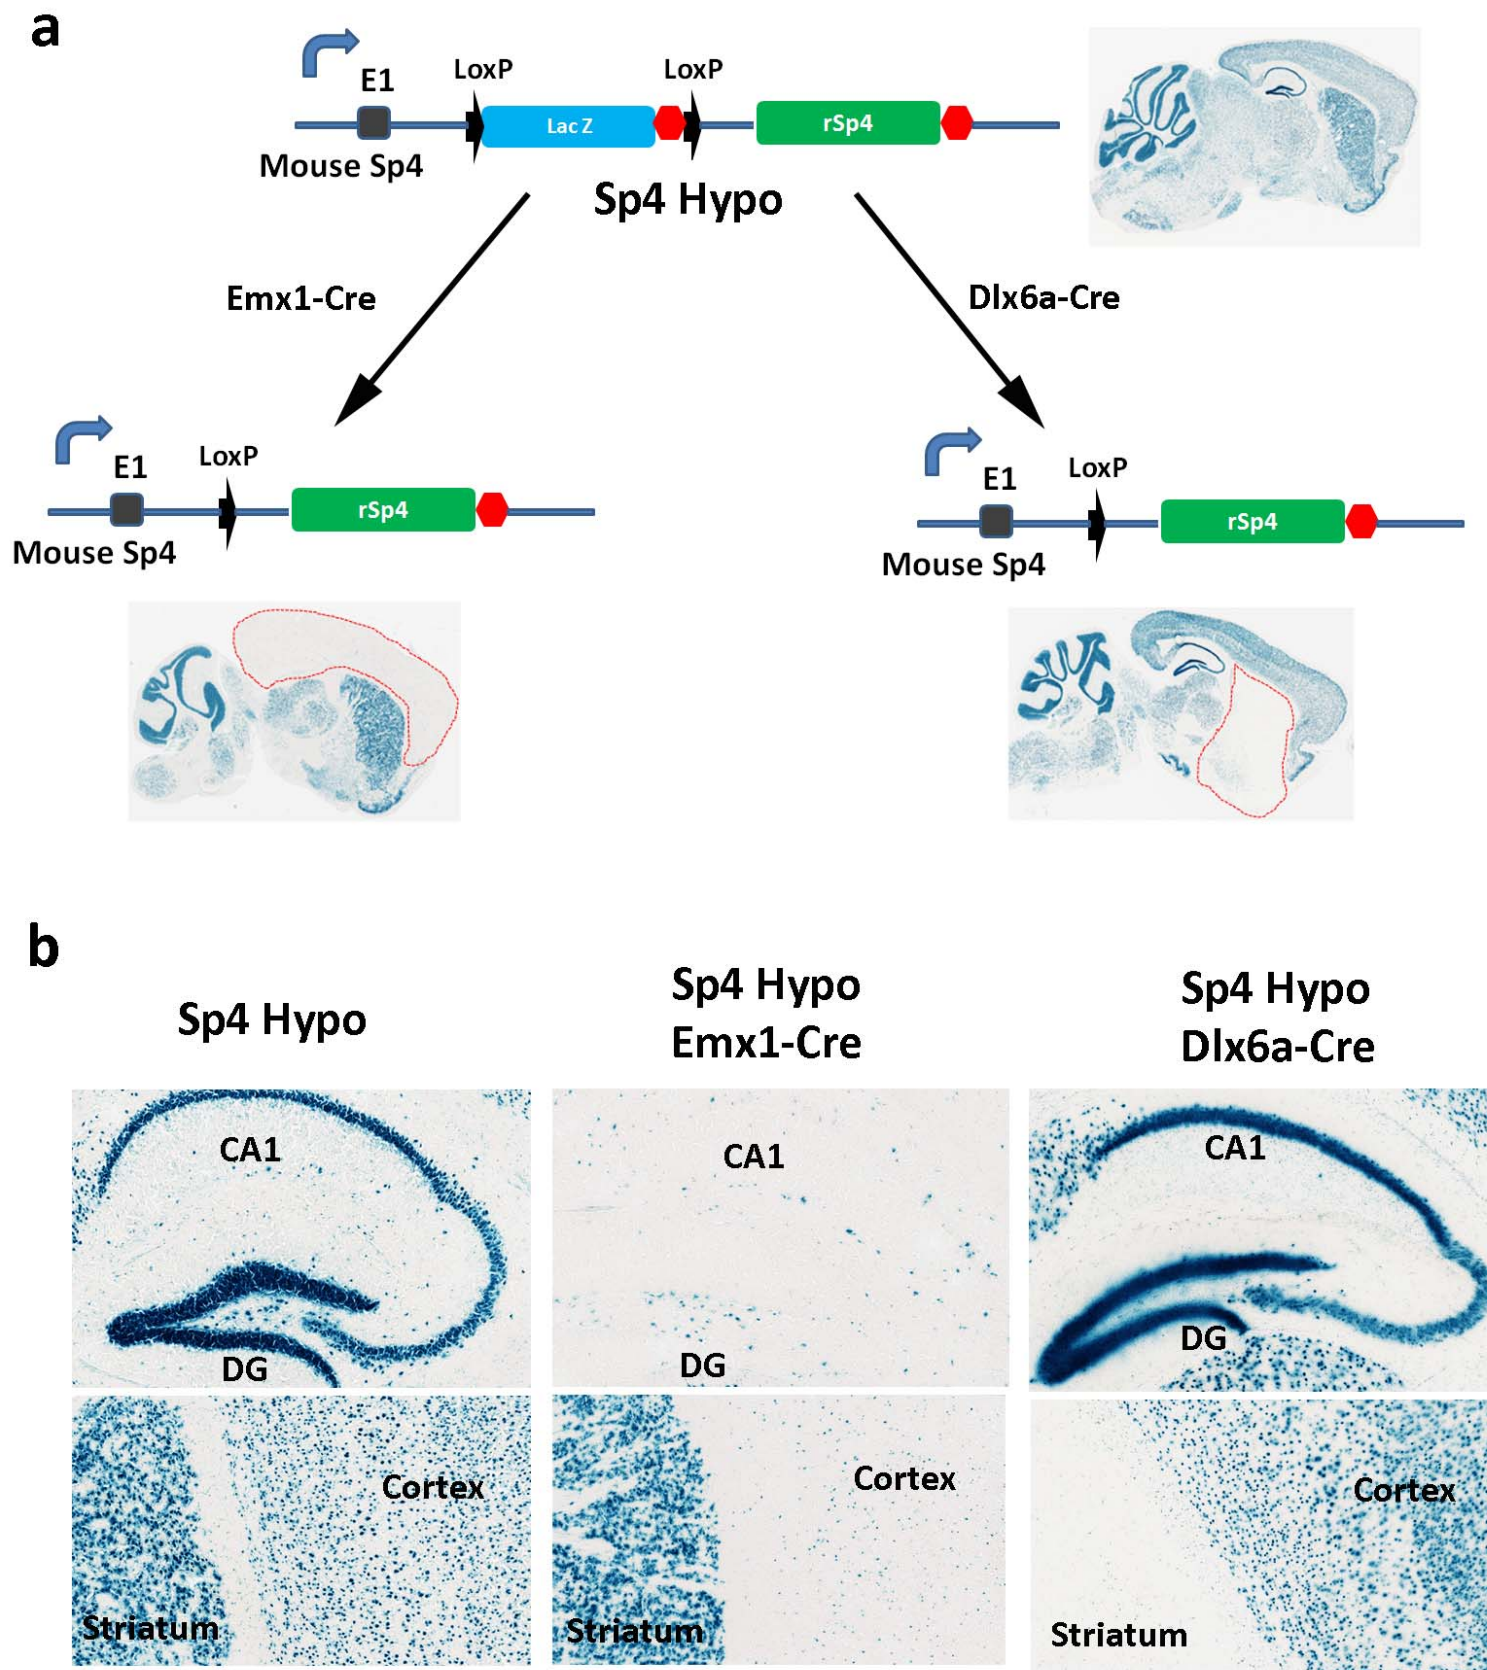 a
LoxP
LoxP
E1
Lac Z
rSp4
Mouse Sp4
Sp4 Hypo
Emx1-Cre
Dlx6a-Cre
E1
LoxP
rSp4
Mouse Sp4
E1
LoxP
rSp4
Mouse Sp4
b
Sp4 Hypo
Sp4 Hypo
Emx1-Cre
Sp4 Hypo
Dlx6a-Cre
CA1
DG
CA1
DG
CA1
DG
Cortex
Striatum
Cortex
Striatum
Cortex
Striatum